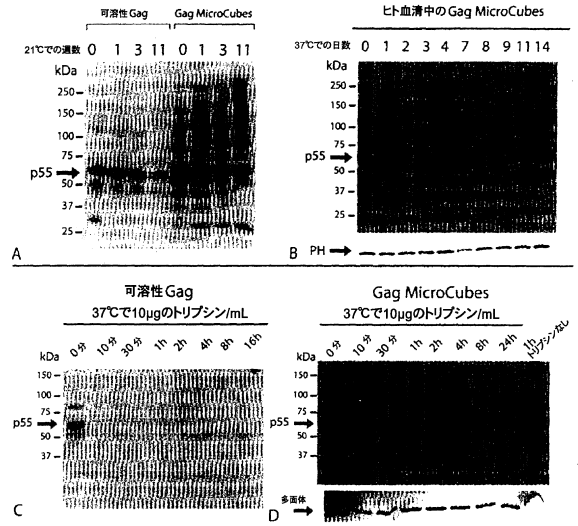 可溶性Gag Gag MicroCubes
21℃での週数 0 1 3 11 0 1 3 11
kDa
250
150
100
75
p55
50
37
25
A
ヒト血清中のGag MicroCubes
37℃での日数 0 1 2 3 4 7 8 9 11 14
kDa
250
150
100
75
p55
50
37
25
PH
B
可溶性Gag
37℃で10μgのトリプシン/mL
0分 10分 30分 1h 2h 4h 8h 16h
kDa
150
100
75
p55
50
37
C
Gag MicroCubes
37℃で10μgのトリプシン/mL
0分 10分 30分 1h 2h 4h 8h 24h 1h トリプシンなし
kDa
150
100
75
p55
50
37
多面体
D